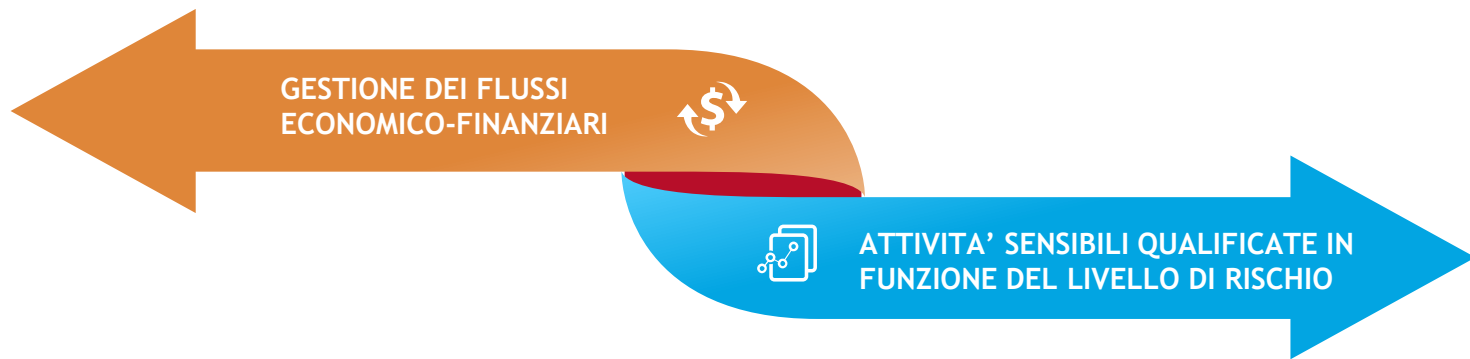 GESTIONE DEI FLUSSI
ECONOMICO-FINANZIARI
$
ATTIVITA’ SENSIBILI QUALIFICATE IN
FUNZIONE DEL LIVELLO DI RISCHIO